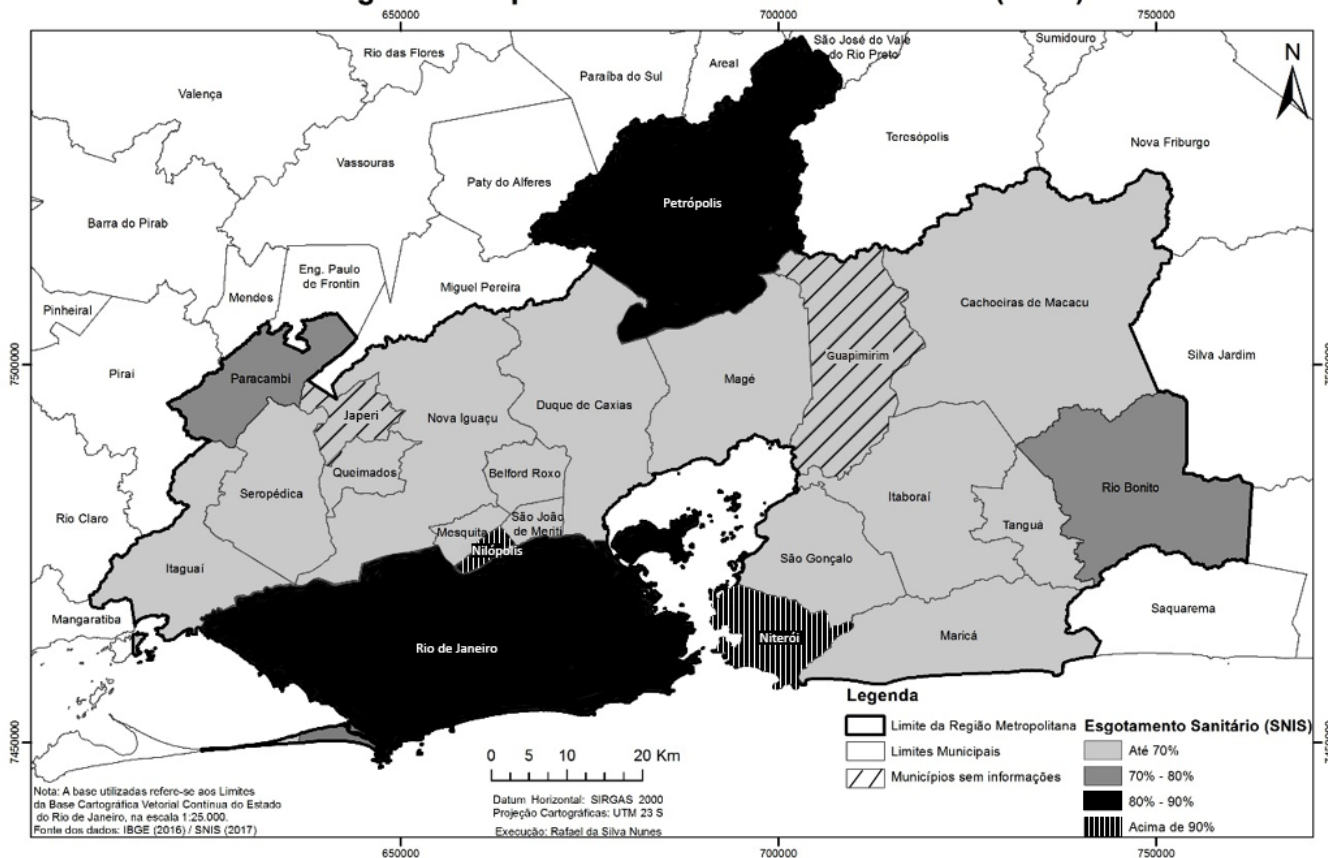 650000
700000
750000
Rio das Flores
Paraíba do Sul
Areal
São José do Vale
do Rio Preto
Sumidouro
N
Valença
Vassouras
Paty do Alferes
Teresópolis
Nova Friburgo
Barra do Pirab
Petrópolis
Eng. Paulo
de Frontin
Mendes
Miguel Pereira
Pinheiral
Cachoeiras de Macacu
Piraí
Silva Jardim
7500000
Paracambi
Guapimirim
Magé
Duque de Caxias
Japeri
Nova Iguaçu
Queimados
Belford Roxo
Seropédica
Rio Bonito
Itaboraí
Rio Claro
São João
de Meriti
Mesquita
Tanguá
Nilópolis
São Gonçalo
Itaguaí
Saquarema
Mangaratiba
Niterói
Maricá
Rio de Janeiro
Legenda
Limite da Região Metropolitana
Limites Municipais
Municípios sem informações
Esgotamento Sanitário (SNIS)
Até 70%
70% - 80%
80% - 90%
Acima de 90%
7450000
7450000
0 5 10 20 Km
Nota: A base utilizadas refere-se aos Limites
da Base Cartográfica Vetorial Contínua do Estado
do Rio de Janeiro, na escala 1:25.000.
Fonte dos dados: IBGE (2016) / SNIS (2017)
Datum Horizontal: SIRGAS 2000
Projeção Cartográficas: UTM 23 S
Execução: Rafael da Silva Nunes
650000
700000
750000